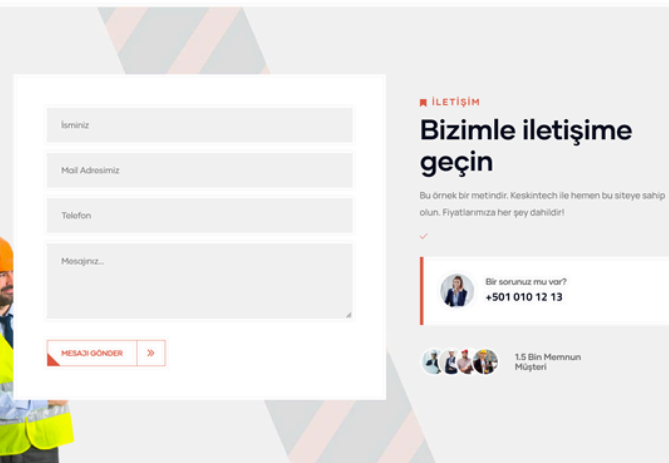 İsminiz
Mail Adresimiz
Telefon
Mesajınız...
MESAJI GÖNDER
İLETİŞİM
Bizimle iletişime
geçin
Bu örnek bir metindir. Keskintech ile hemen bu siteye sahip
olun. Fiyatlarımıza her şey dahildir!
Bir sorunuz mu var?
+501 010 12 13
1.5 Bin Memnun
Müşteri